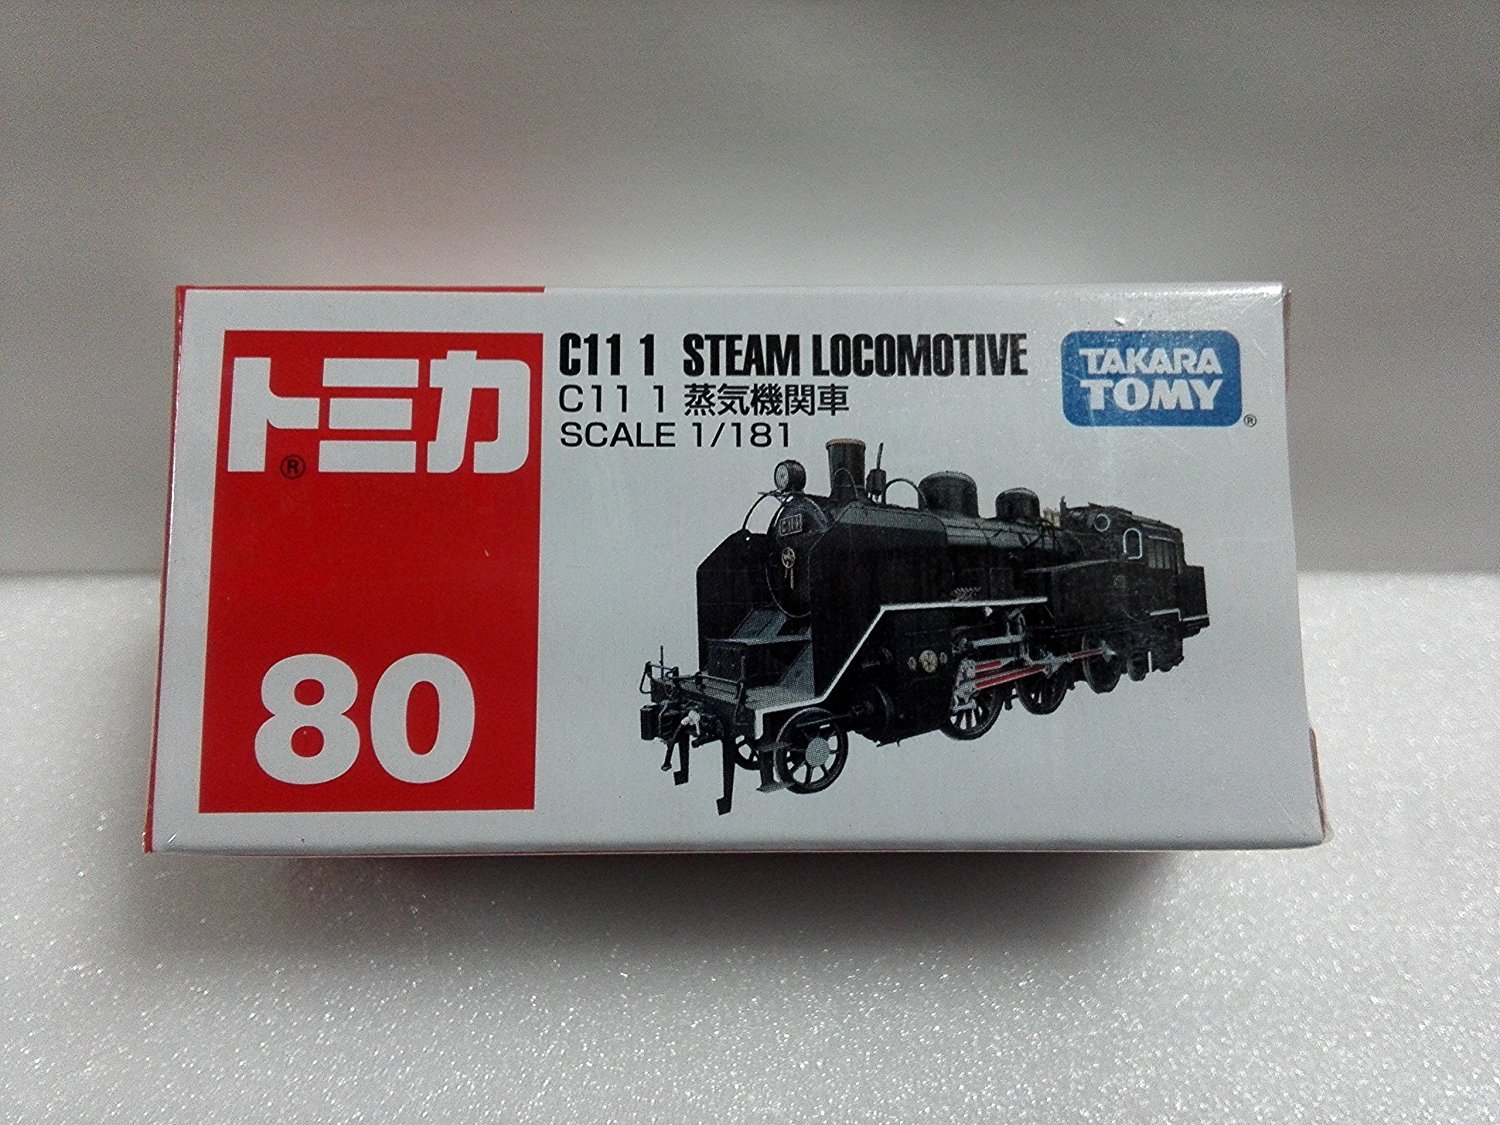 トミカ
®
80
C11 1 STEAM LOCOMOTIVE
C11 1 蒸気機関車
SCALE 1/181
TAKARA
TOMY
®